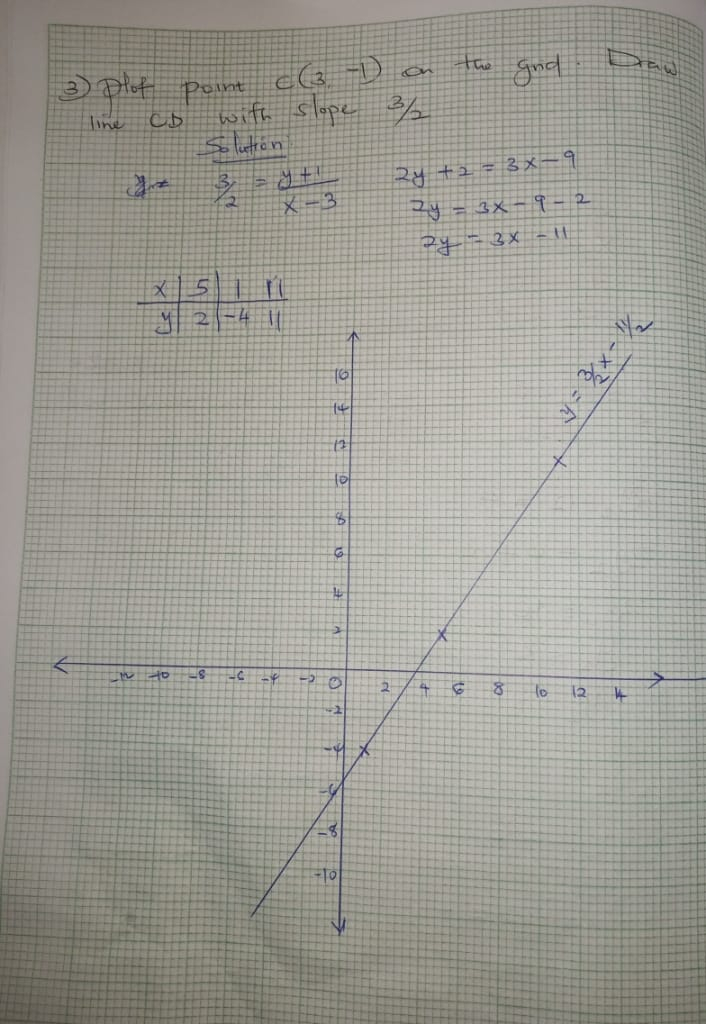 3) Plot point C(3, -1) on the grid. Draw
line CD with slope 3/2
Solution
3/2 = y+1/x-3
2y + 2 = 3x - 9
2y = 3x - 9 - 2
2y = 3x - 11
x | 5 | 1 11
y | 2 | -4 11
y = 3/2x - 11/2
16
14
12
10
8
6
4
2
-12 -10 -8 -6 -4 -2 0 2 4 6 8 10 12 14
-2
-4
-6
-8
-10